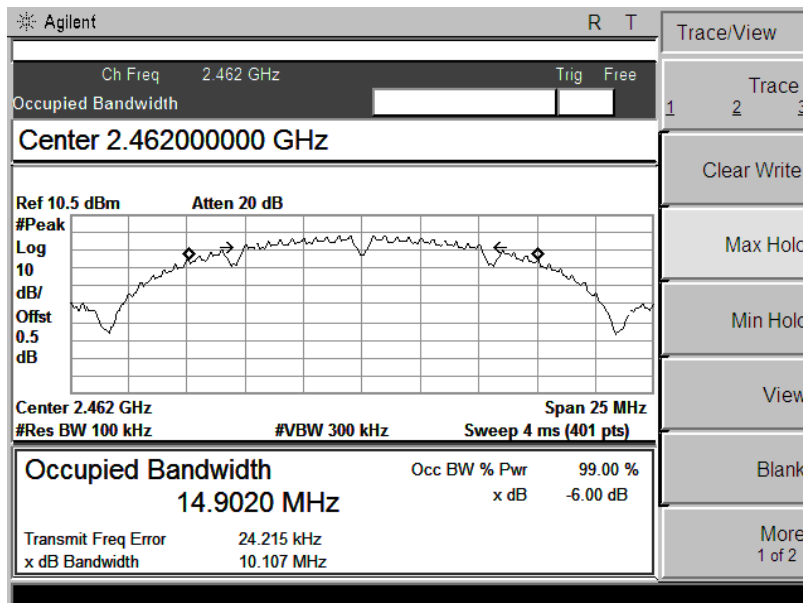 Agilent R T
Trace/View
Ch Freq 2.462 GHz Trig Free
Occupied Bandwidth
Trace
1 2 3
Center 2.462000000 GHz
Clear Write
Ref 10.5 dBm Atten 20 dB
#Peak
Log
10
dB/
Offst
0.5
dB
Max Hold
Min Hold
View
Center 2.462 GHz Span 25 MHz
#Res BW 100 kHz #VBW 300 kHz Sweep 4 ms (401 pts)
Occupied Bandwidth Occ BW % Pwr 99.00 %
14.9020 MHz x dB -6.00 dB
Blank
Transmit Freq Error 24.215 kHz
x dB Bandwidth 10.107 MHz
More
1 of 2